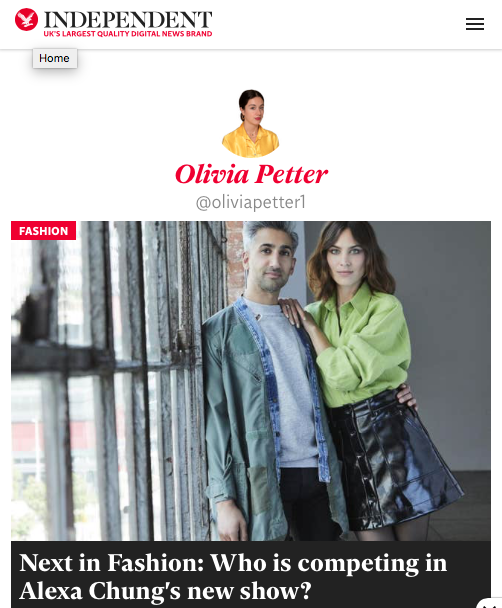 INDEPENDENT
UK'S LARGEST QUALITY DIGITAL NEWS BRAND
Home
Olivia Petter
@oliviapetter1
FASHION
Next in Fashion: Who is competing in
Alexa Chung's new show?